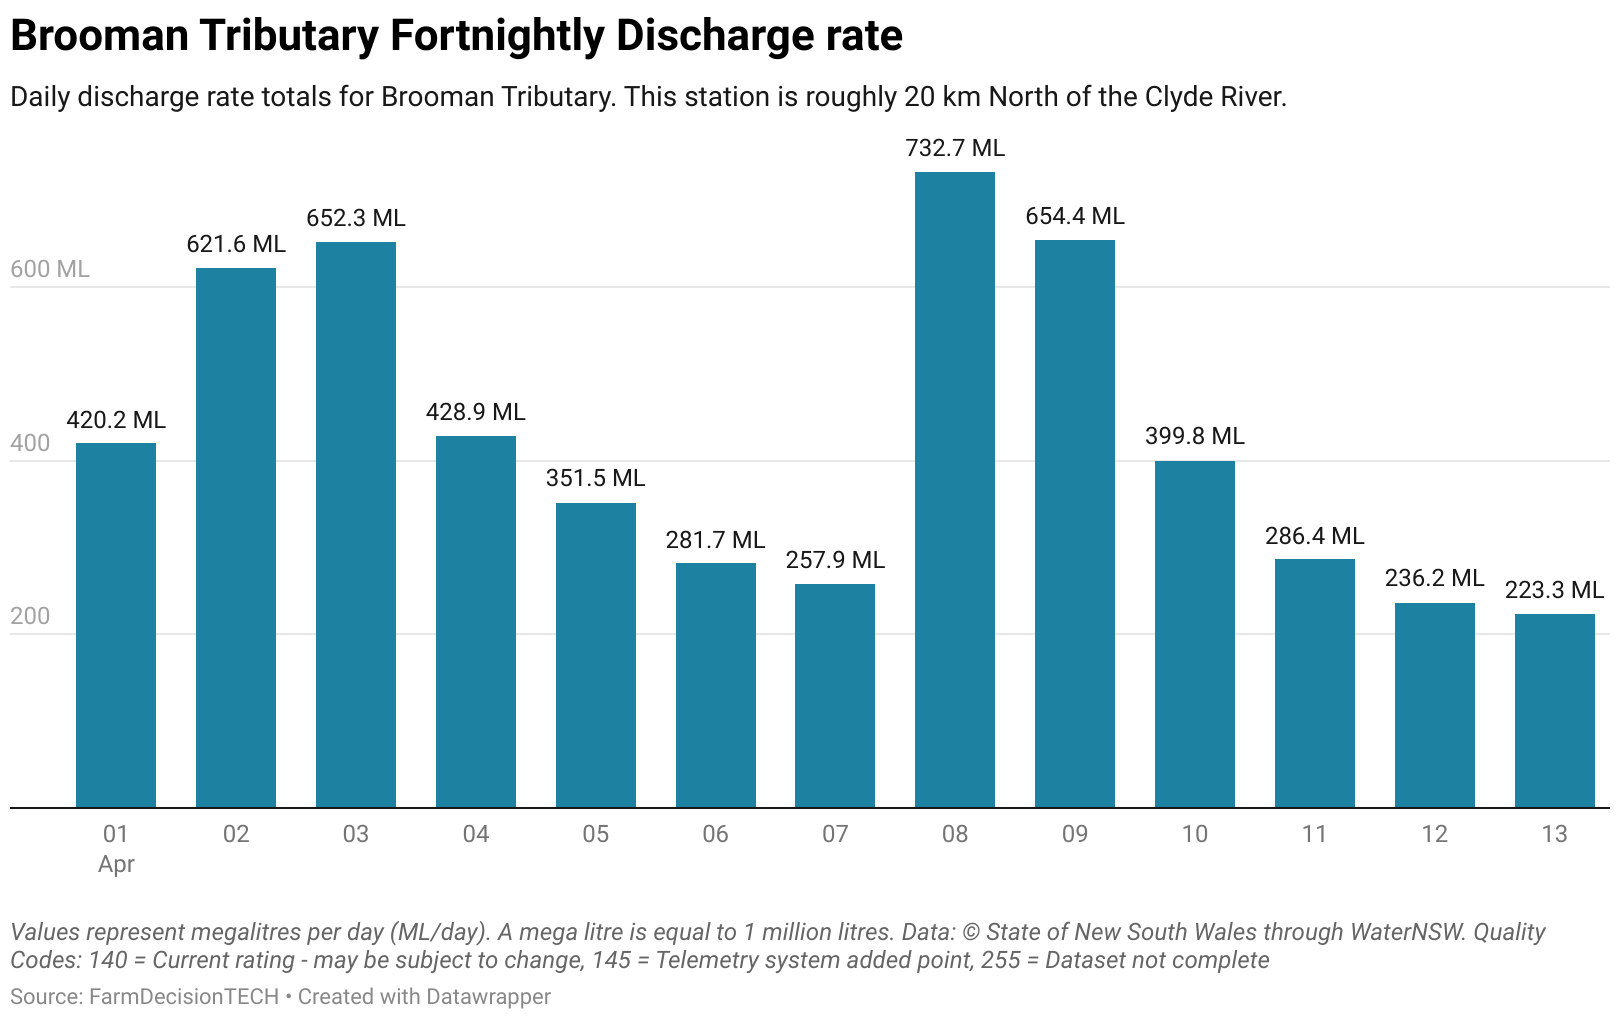 Brooman Tributary Fortnightly Discharge rate
Daily discharge rate totals for Brooman Tributary. This station is roughly 20 km North of the Clyde River.
732.7 ML
652.3 ML
654.4 ML
621.6 ML
600 ML
420.2 ML
428.9 ML
399.8 ML
400
351.5 ML
281.7 ML
286.4 ML
257.9 ML
236.2 ML
223.3 ML
200
01 02 03 04 05 06 07 08 09 10 11 12 13
Apr
Values represent megalitres per day (ML/day). A mega litre is equal to 1 million litres. Data: © State of New South Wales through WaterNSW. Quality
Codes: 140 = Current rating - may be subject to change, 145 = Telemetry system added point, 255 = Dataset not complete
Source: FarmDecisionTECH • Created with Datawrapper